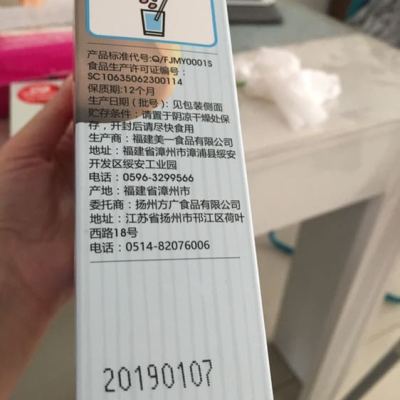 产品标准代号:Q/FJMY0001S
食品生产许可证编号:
SC10635062300114
保质期:12个月
生产日期(批号):见包装侧面
贮存条件:请置于阴凉干燥处保
存,开封后请尽快食用
生产商:福建美一食品有限公司
地址:福建省漳州市漳浦县绥安
开发区绥安工业园
电话:0596-3299566
产地:福建省漳州市
委托商:扬州方广食品有限公司
地址:江苏省扬州市邗江区荷叶
西路18号
电话:0514-82076006
20190107